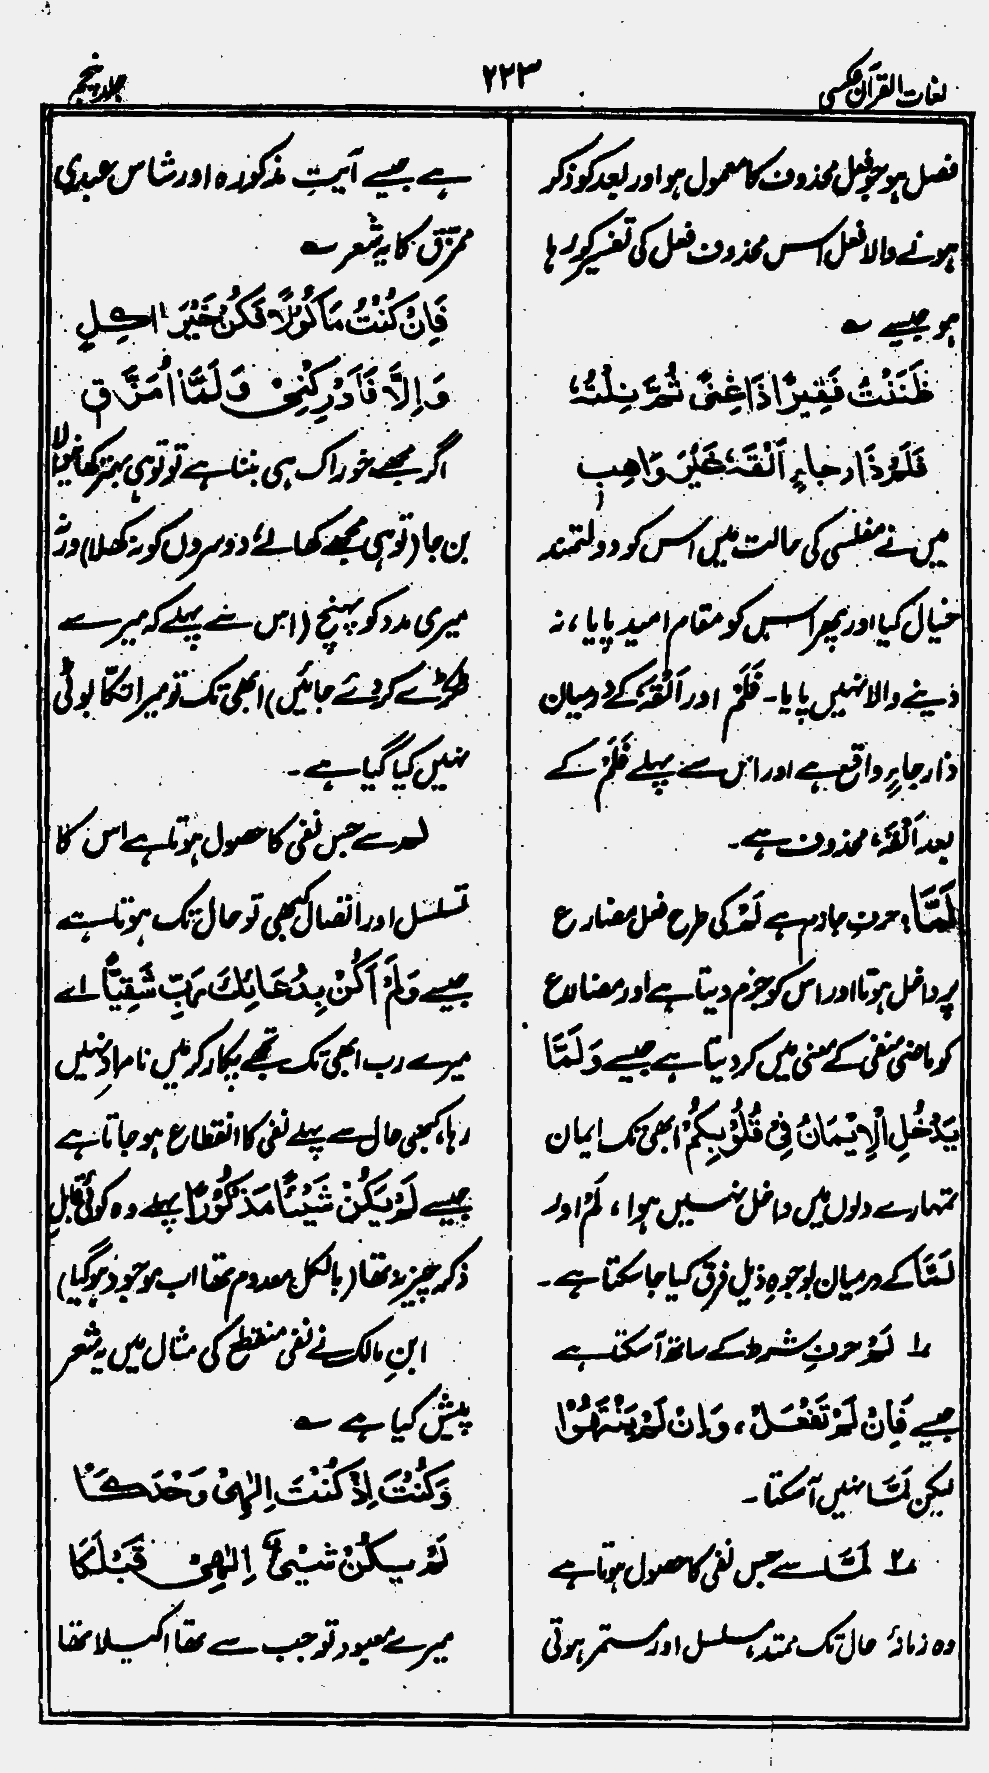 لغات القرآن عکسی
۲۲۳
جلد پنجم
فصل ہو جو فعل محذوف کا معمول ہو اور بعد کو ذکر
ہونے والا فعل اس محذوف فعل کی تفسیر کر رہا
ہو جیسے ؎
ظَنَنْتُ فَقِیْرًا ذَا غِنًی ثُمَّ نِلْتُہٗ
فَلَمْ ذَا رجاءٍ اَلْقَہٗ غَیْرَ وَاھِبٖ
میں نے مفلسی کی حالت میں اس کو دولتمند
خیال کیا اور پھر اس کو مقام امید پایا، نہ
دینے والا نہیں پایا۔ فَلَمْ اور اَلْقَہٗ کے درمیان
ذا رجاءٍ واقع ہے اور اس سے پہلے فَلَمْ کے
بعد اَلْقَہٗ محذوف ہے۔
لَمَّا؛ حرف جازم ہے لَمْ کی طرح فعل مضارع
پر داخل ہوتا اور اس کو جزم دیتا ہے اور مضارع
کو ماضی منفی کے معنی میں کر دیتا ہے جیسے وَلَمَّا
یَدْخُلِ الْاِیْمَانُ فِیْ قُلُوْبِکُمْ ابھی تک ایمان
تمہارے دلوں میں داخل نہیں ہوا، لَمْ اور
لَمَّا کے درمیان بوجوہِ ذیل فرق کیا جاسکتا ہے۔
۱؎ لَمْ حرفِ شرط کے ساتھ آسکتا ہے
جیسے فَاِنْ لَّمْ تَفْعَلْ، وَاِنْ لَّمْ یَنْتَھُوْا
لیکن لَمَّا نہیں آسکتا۔
۲؎ لَمَّا سے جس نفی کا حصول ہوتا ہے
وہ زمانۂ حال تک ممتد، مسلسل اور مستمر ہوتی
ہے جیسے آیتِ مذکورہ اور شاس عبدی
ممزّق کا یہ شعر ؎
فَاِنْ کُنْتُ مَاکُوْلًا فَکُنْ خَیْرَ اٰکِلٍ
وَاِلَّا فَاَدْرِکْنِیْ وَلَمَّا اُمَزَّقٖ
اگر مجھے خوراک ہی بننا ہے تو تو ہی بہتر کھانیوالا
بن جا (تو ہی مجھے کھالے، دوسروں کو نہ کھلا) ورنہ
میری مدد کو پہنچ (اس سے پہلے کہ میرے
ٹکڑے کر دئے جائیں) ابھی تک تو میرا تکّا بوٹی
نہیں کیا گیا ہے۔
لَمْ سے جس نفی کا حصول ہوتا ہے اس کا
تسلسل اور اتصال کبھی تو حال تک ہوتا ہے
جیسے وَلَمْ اَکُنْ بِدُعَائِکَ رَبِّ شَقِیًّا اے
میرے رب ابھی تک تجھے پکار کر میں نامراد نہیں
رہا، کبھی حال سے پہلے نفی کا انقطاع ہو جاتا ہے
جیسے لَمْ یَکُنْ شَیْئًا مَذْکُوْرًا پہلے وہ کوئی قابلِ
ذکر چیز نہ تھا (بالکل معدوم تھا اب موجود ہوگیا)
ابنِ مالک نے نفی منقطع کی مثال میں یہ شعر
پیش کیا ہے ؎
وَکُنْتَ اِذْ کُنْتَ اِلٰھِیْ وَحْدَکَا
لَمْ یَکُنْ شَیْیٌٔ اِلٰھِیْ قَبْلَکَا
میرے معبود تو جب سے تھا اکیلا تھا